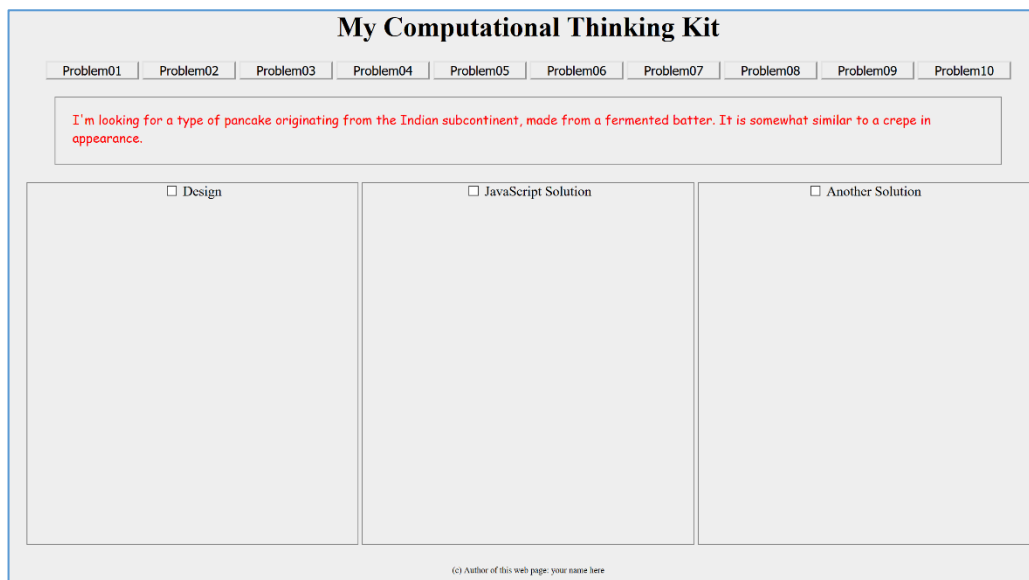 My Computational Thinking Kit
Problem01 Problem02 Problem03 Problem04 Problem05 Problem06 Problem07 Problem08 Problem09 Problem10
I'm looking for a type of pancake originating from the Indian subcontinent, made from a fermented batter. It is somewhat similar to a crepe in
appearance.
Design JavaScript Solution Another Solution
(c) Author of this web page: your name here